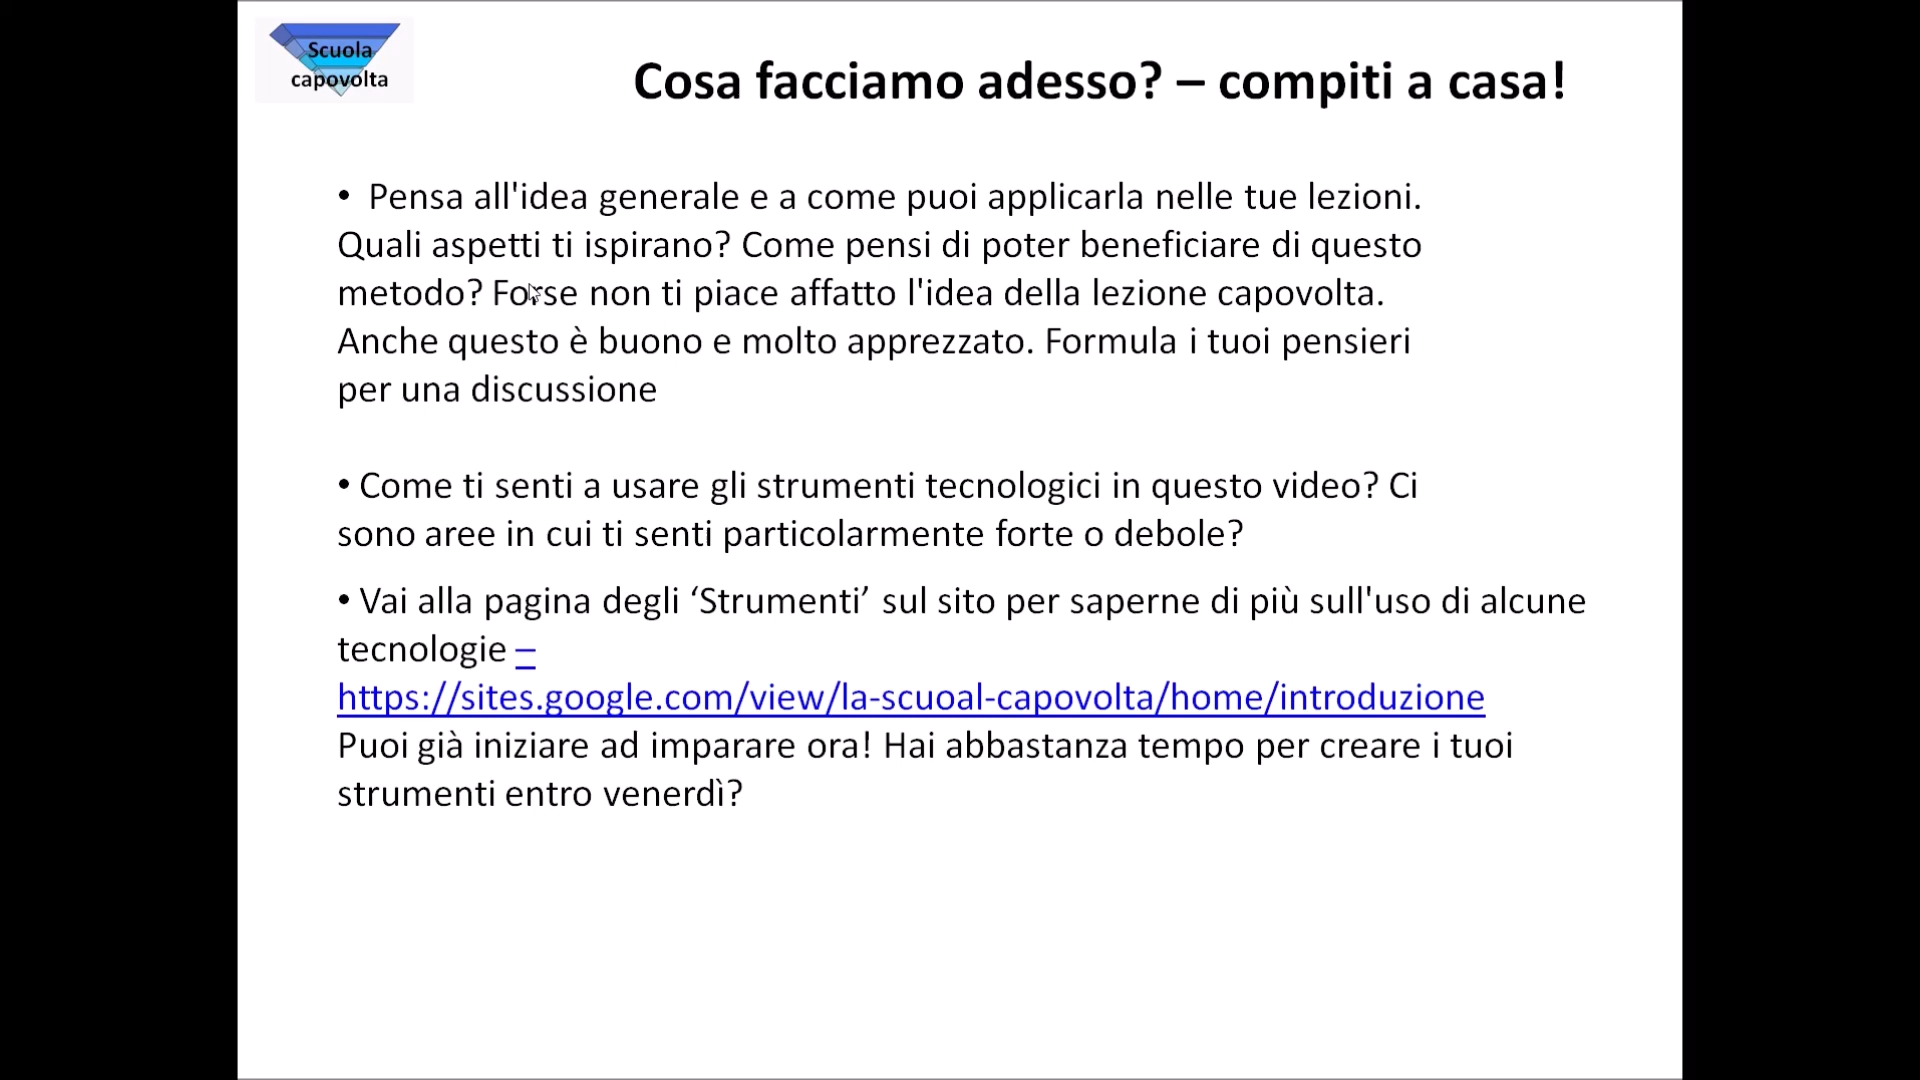 Scuola
capovolta
Cosa facciamo adesso? – compiti a casa!
• Pensa all'idea generale e a come puoi applicarla nelle tue lezioni.
Quali aspetti ti ispirano? Come pensi di poter beneficiare di questo
metodo? Forse non ti piace affatto l'idea della lezione capovolta.
Anche questo è buono e molto apprezzato. Formula i tuoi pensieri
per una discussione
• Come ti senti a usare gli strumenti tecnologici in questo video? Ci
sono aree in cui ti senti particolarmente forte o debole?
• Vai alla pagina degli ‘Strumenti’ sul sito per saperne di più sull'uso di alcune
tecnologie –
https://sites.google.com/view/la-scuoal-capovolta/home/introduzione
Puoi già iniziare ad imparare ora! Hai abbastanza tempo per creare i tuoi
strumenti entro venerdì?